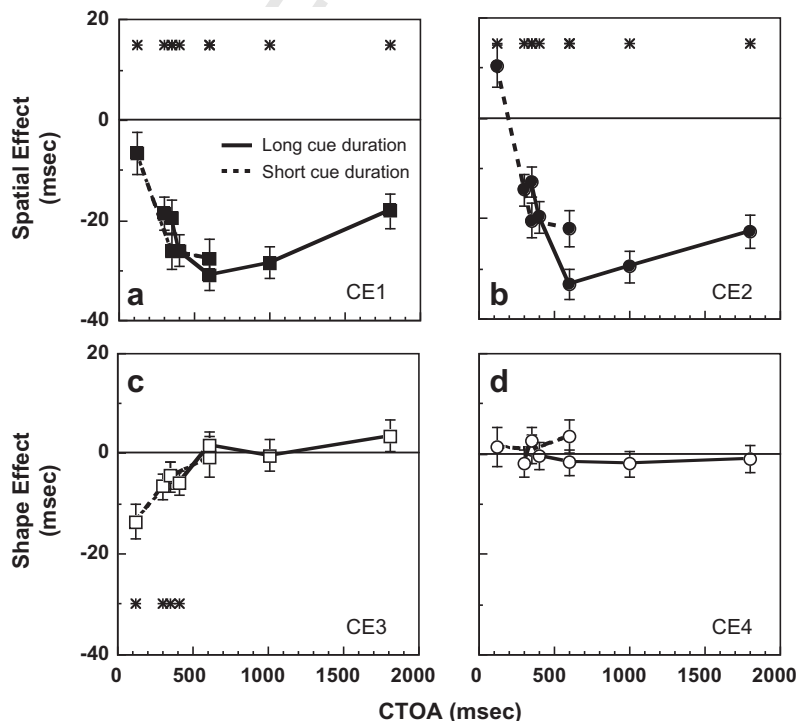 20
0
-20
-40
Spatial Effect
(msec)
Long cue duration
Short cue duration
a
CE1
b
CE2
20
0
-20
-40
Shape Effect
(msec)
c
CE3
d
CE4
0 500 1000 1500 2000
0 500 1000 1500 2000
CTOA (msec)